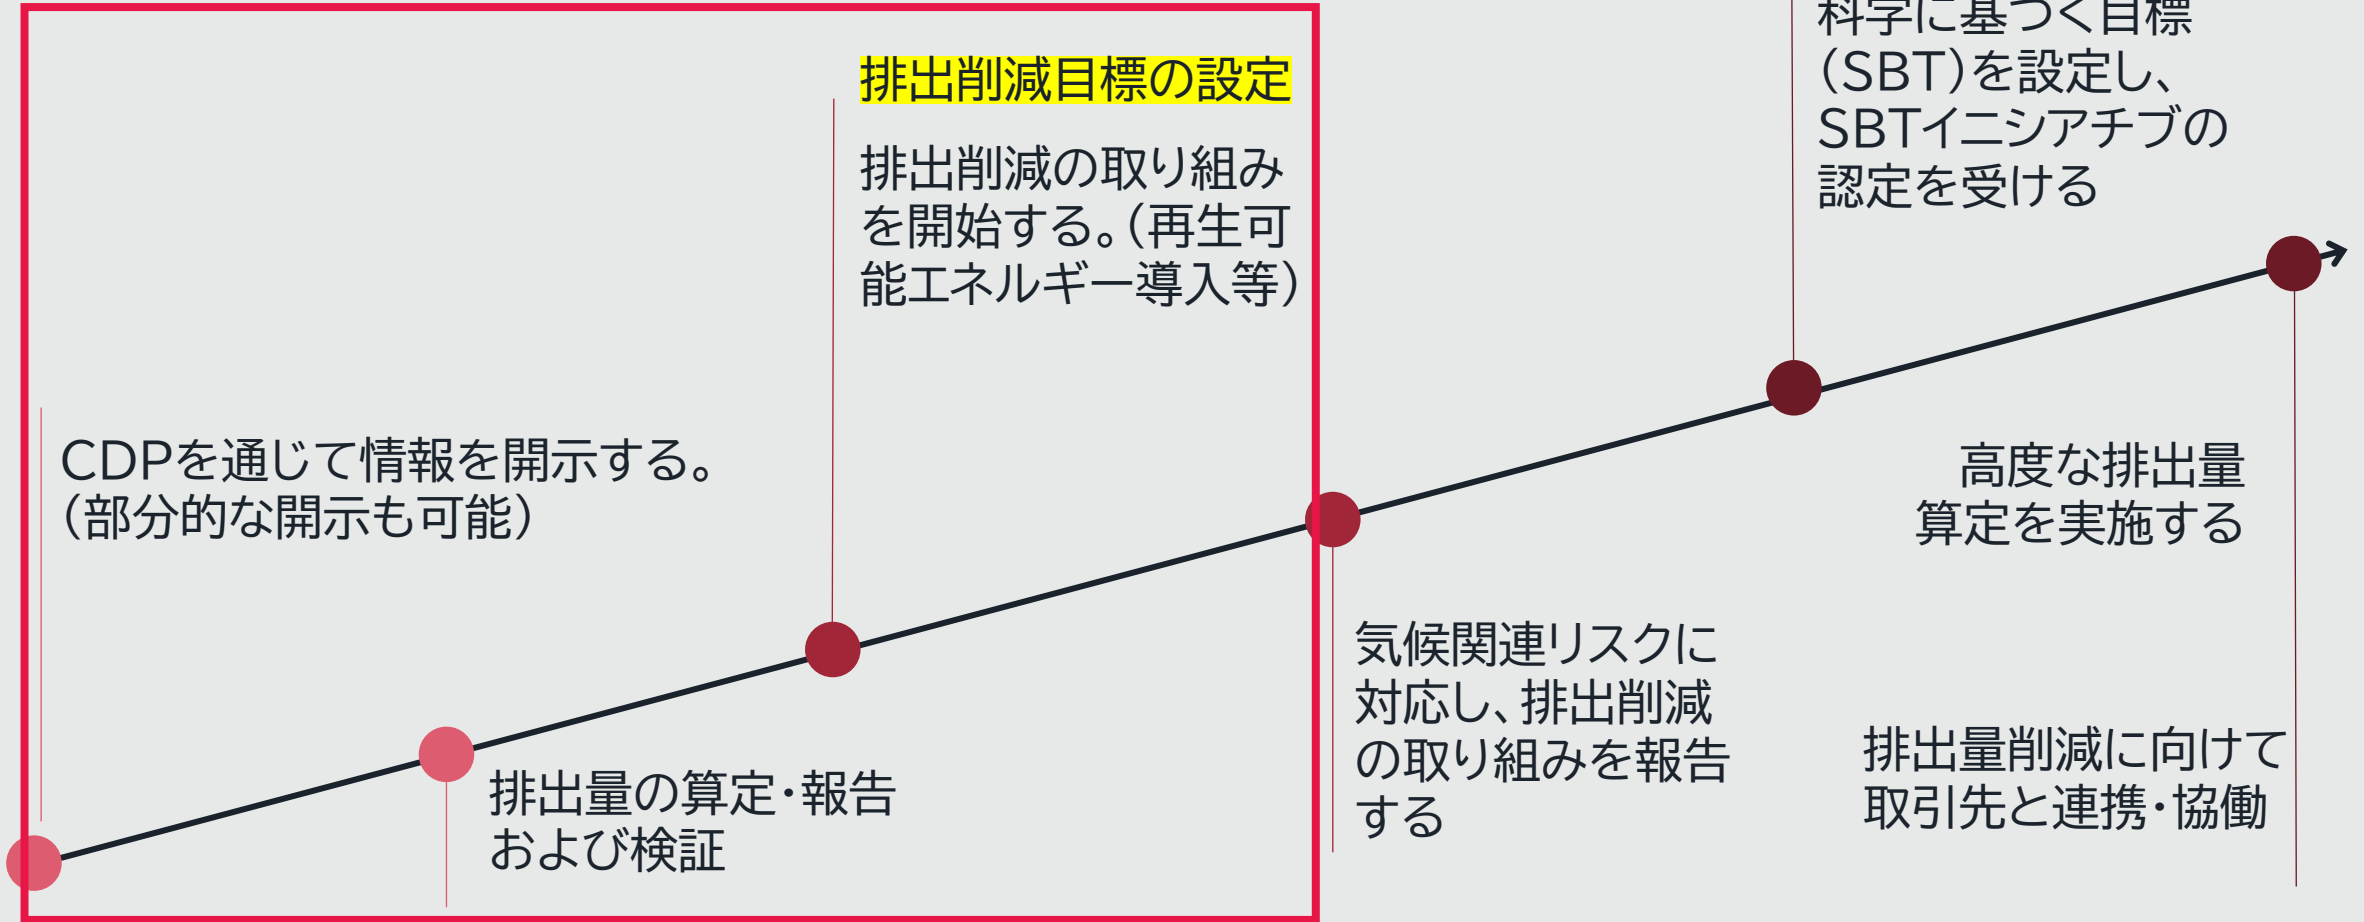 CDPを通じて情報を開示する。
（部分的な開示も可能）
排出量の算定・報告
および検証
排出削減目標の設定
排出削減の取り組み
を開始する。（再生可
能エネルギー導入等）
気候関連リスクに
対応し、排出削減
の取り組みを報告
する
科学に基づく目標
（SBT）を設定し、
SBTイニシアチブの
認定を受ける
高度な排出量
算定を実施する
排出量削減に向けて
取引先と連携・協働